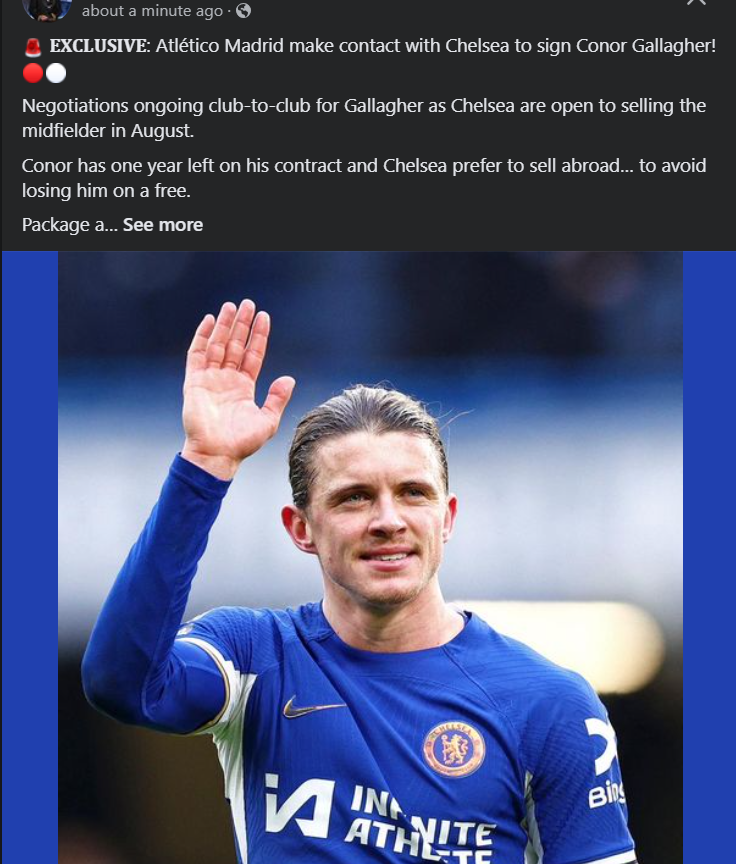 about a minute ago ·
🚨 EXCLUSIVE: Atlético Madrid make contact with Chelsea to sign Conor Gallagher!
🔴⚪
Negotiations ongoing club-to-club for Gallagher as Chelsea are open to selling the
midfielder in August.
Conor has one year left on his contract and Chelsea prefer to sell abroad... to avoid
losing him on a free.
Package a... See more
CHELSEA
INFINITE
ATHLETE